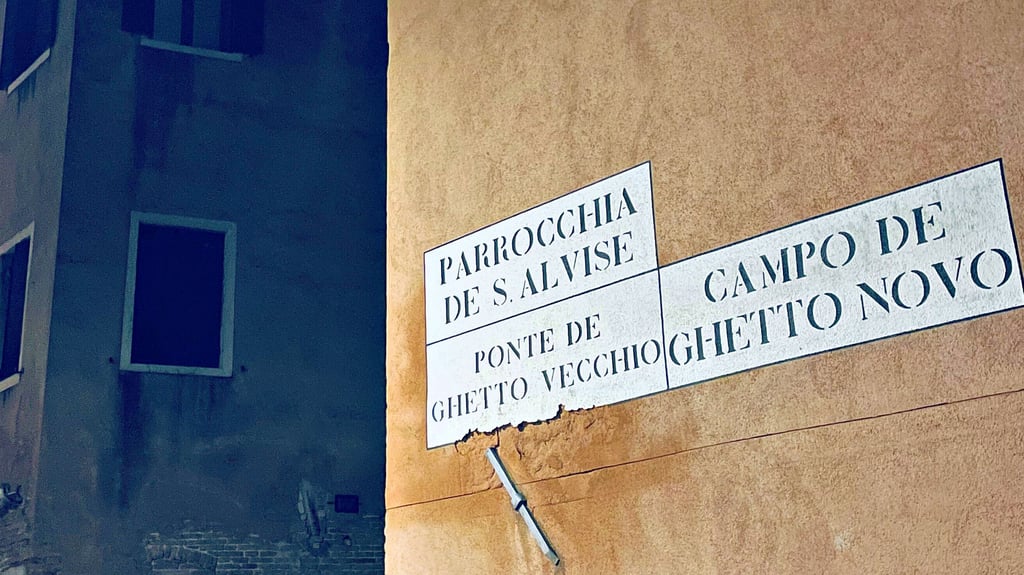 PARROCCHIA
DE S. ALVISE
PONTE DE
GHETTO VECCHIO
CAMPO DE
GHETTO NOVO